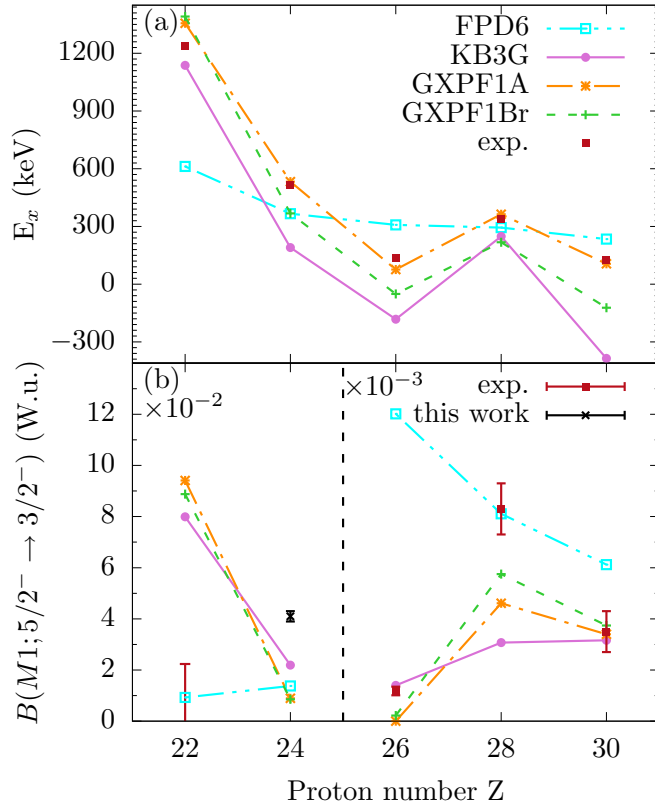 (a)
FPD6
KB3G
GXPF1A
GXPF1Br
exp.
1200
900
600
300
0
−300
E_x (keV)
(b)
×10⁻²
×10⁻³
exp.
this work
12
10
8
6
4
2
0
B(M1; 5/2⁻ → 3/2⁻) (W.u.)
22 24 26 28 30
Proton number Z